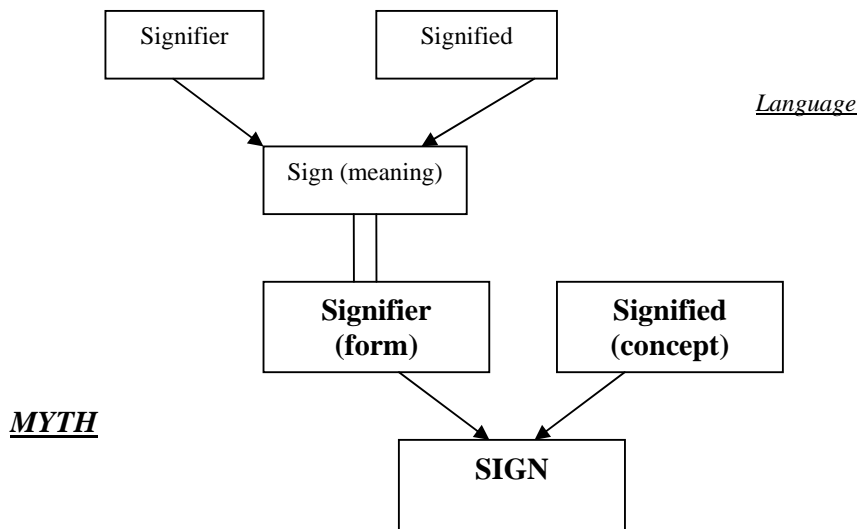 Signifier
Signified
Language
Sign (meaning)
Signifier
(form)
Signified
(concept)
MYTH
SIGN